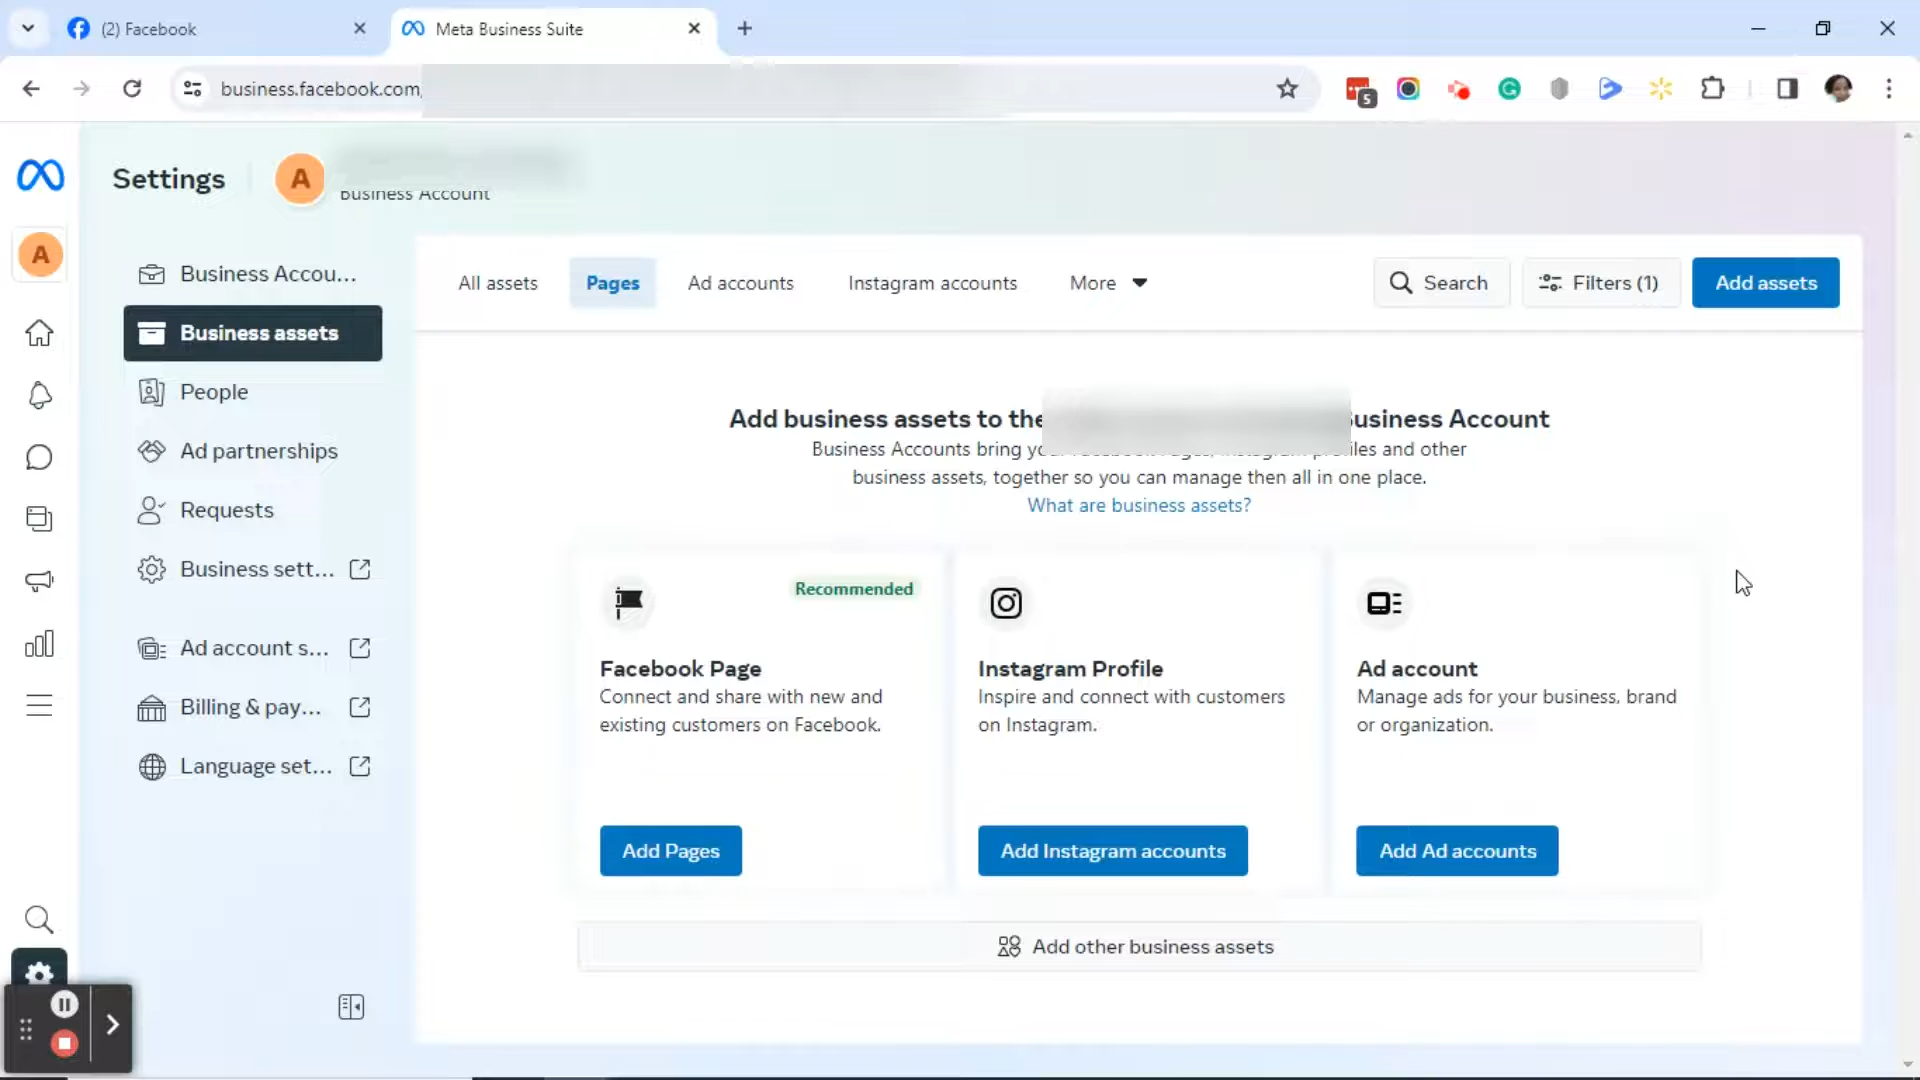 (2) Facebook
Meta Business Suite
business.facebook.com
5
Settings
A
Business Account
A
Business Accou...
Business assets
People
Ad partnerships
Requests
Business sett...
Ad account s...
Billing & pay...
Language set...
All assets
Pages
Ad accounts
Instagram accounts
More
Search
Filters (1)
Add assets
Add business assets to the Business Account
Business Accounts bring and other
business assets, together so you can manage then all in one place.
What are business assets?
Recommended
Facebook Page
Connect and share with new and
existing customers on Facebook.
Add Pages
Instagram Profile
Inspire and connect with customers
on Instagram.
Add Instagram accounts
Ad account
Manage ads for your business, brand
or organization.
Add Ad accounts
Add other business assets